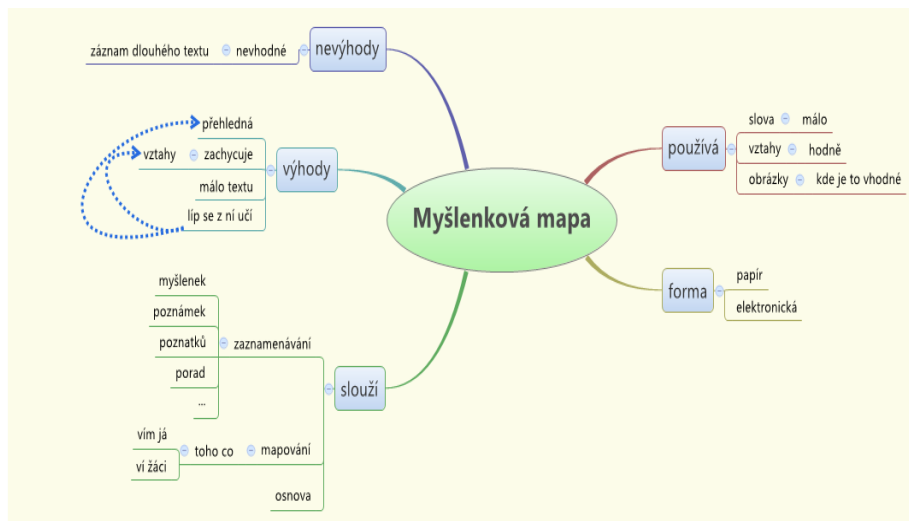 Myšlenková mapa
používá
slova málo
vztahy hodně
obrázky kde je to vhodné
forma
papír
elektronická
nevýhody
nevhodné
záznam dlouhého textu
výhody
přehledná
zachycuje
vztahy
málo textu
líp se z ní učí
slouží
zaznamenávání
myšlenek
poznámek
poznatků
porad
...
mapování
toho co
vím já
ví žáci
osnova